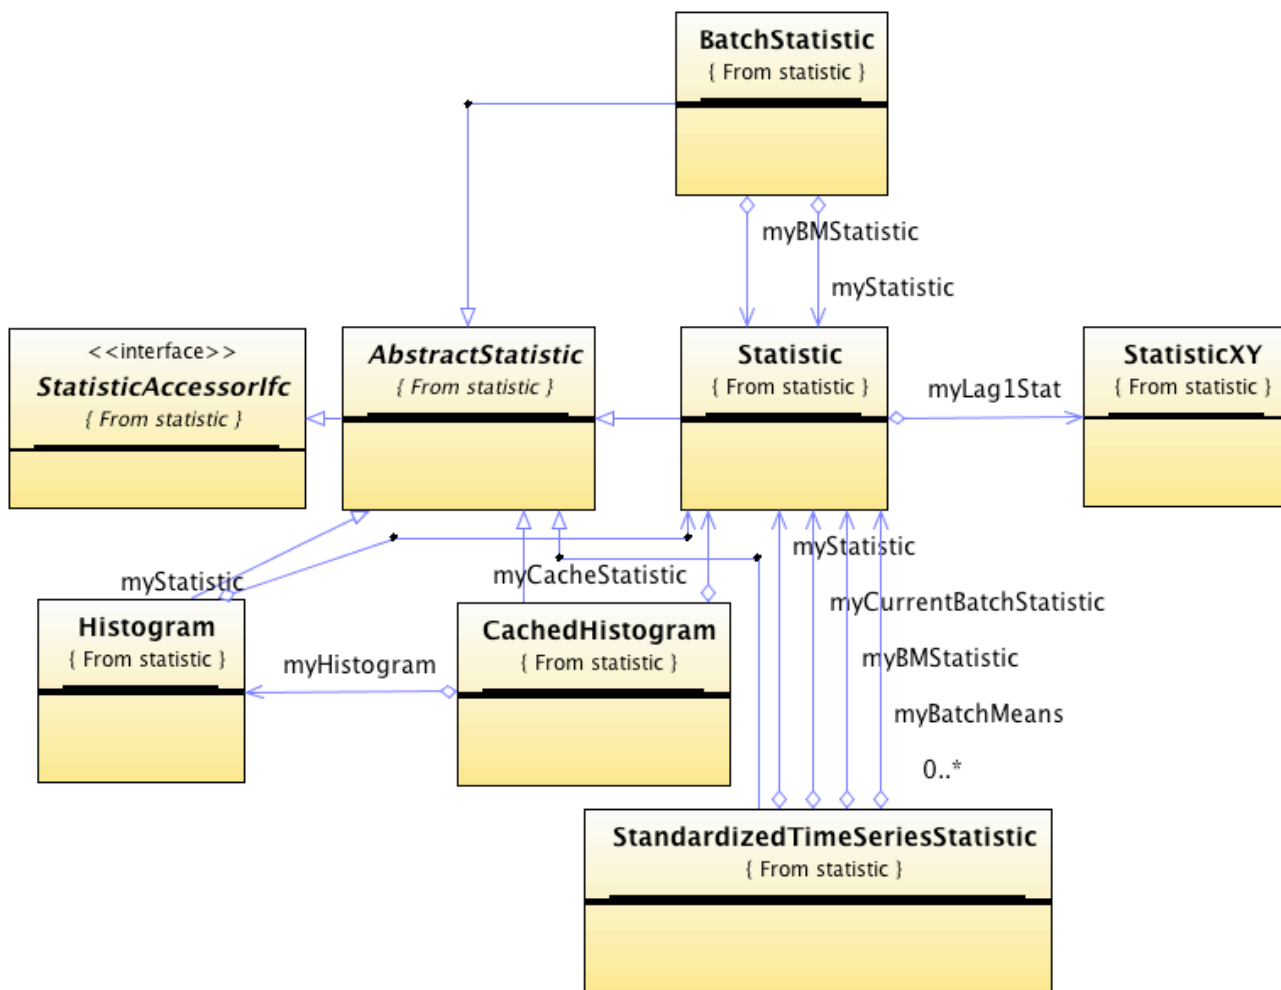 BatchStatistic
{ From statistic }
myBMStatistic
myStatistic
<<interface>>
StatisticAccessorIfc
{ From statistic }
AbstractStatistic
{ From statistic }
Statistic
{ From statistic }
myLag1Stat
StatisticXY
{ From statistic }
myStatistic
myCacheStatistic
myStatistic
myCurrentBatchStatistic
myBMStatistic
myBatchMeans
0..*
Histogram
{ From statistic }
myHistogram
CachedHistogram
{ From statistic }
StandardizedTimeSeriesStatistic
{ From statistic }